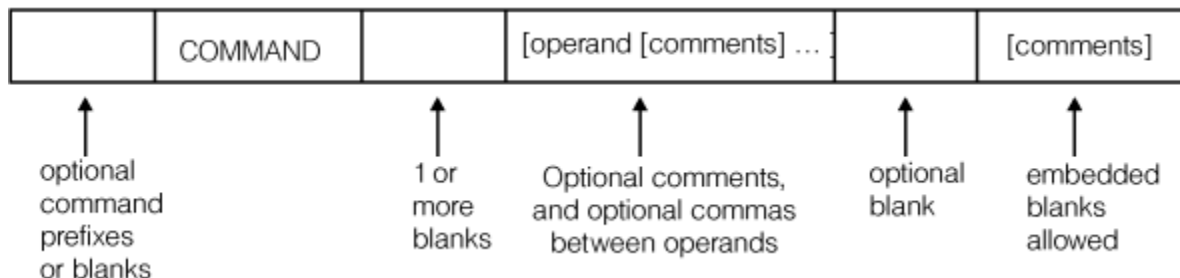 COMMAND
[operand [comments] ... ]
[comments]
optional
command
prefixes
or blanks
1 or
more
blanks
Optional comments,
and optional commas
between operands
optional
blank
embedded
blanks
allowed